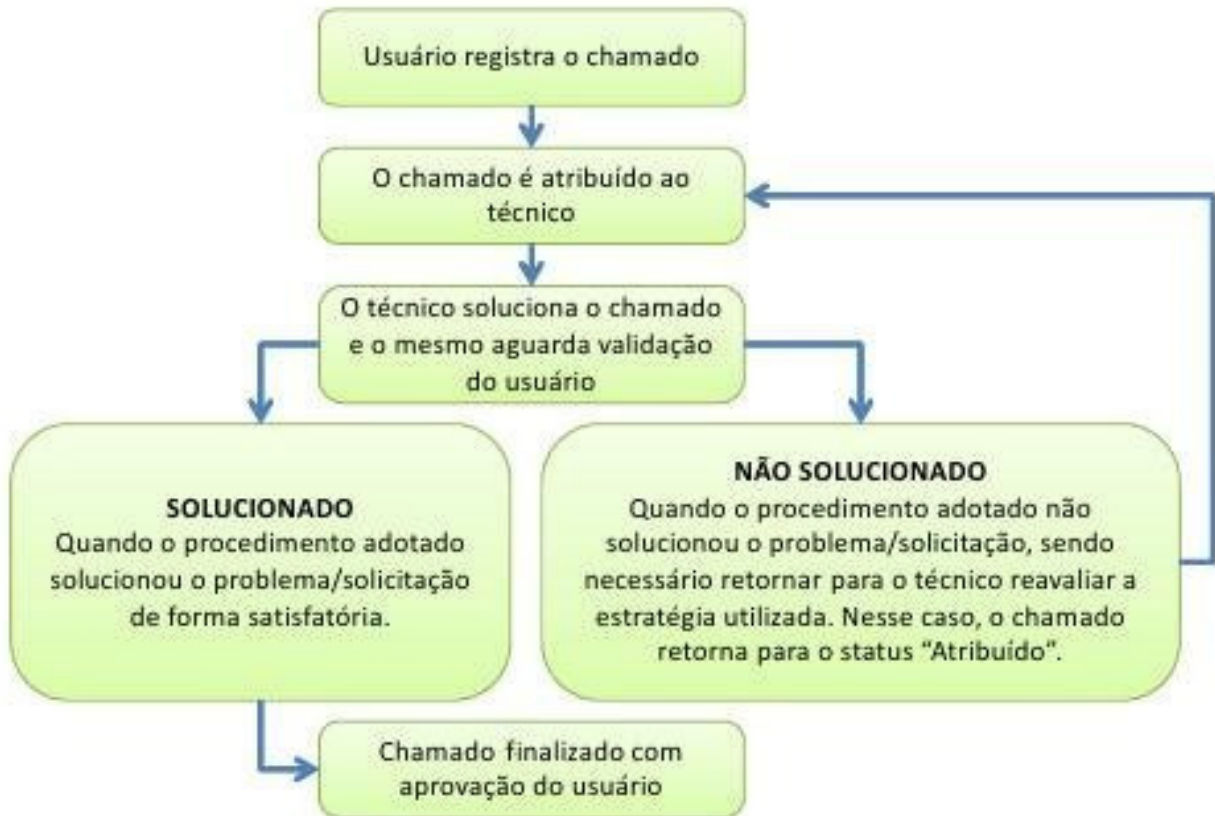 Usuário registra o chamado
O chamado é atribuído ao
técnico
O técnico soluciona o chamado
e o mesmo aguarda validação
do usuário
SOLUCIONADO
Quando o procedimento adotado
solucionou o problema/solicitação
de forma satisfatória.
NÃO SOLUCIONADO
Quando o procedimento adotado não
solucionou o problema/solicitação, sendo
necessário retornar para o técnico reavaliar a
estratégia utilizada. Nesse caso, o chamado
retorna para o status “Atribuído”.
Chamado finalizado com
aprovação do usuário